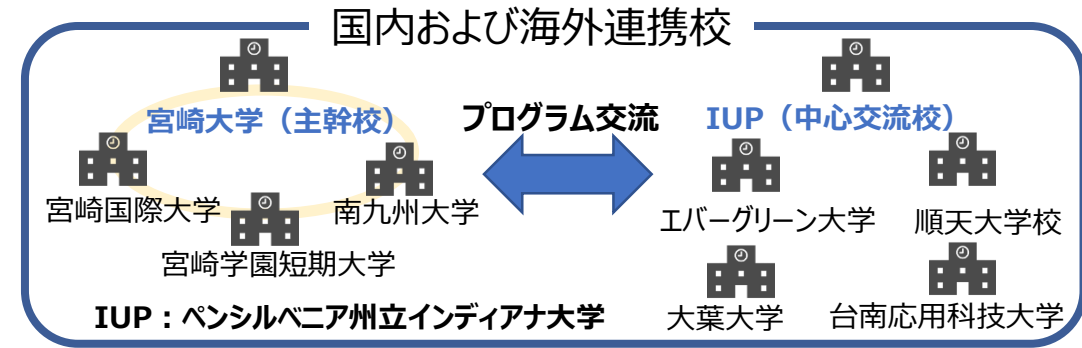 国内および海外連携校
宮崎大学（主幹校）
プログラム交流
IUP（中心交流校）
宮崎国際大学
南九州大学
宮崎学園短期大学
エバーグリーン大学
順天大学校
大葉大学
台南応用科技大学
IUP：ペンシルベニア州立インディアナ大学